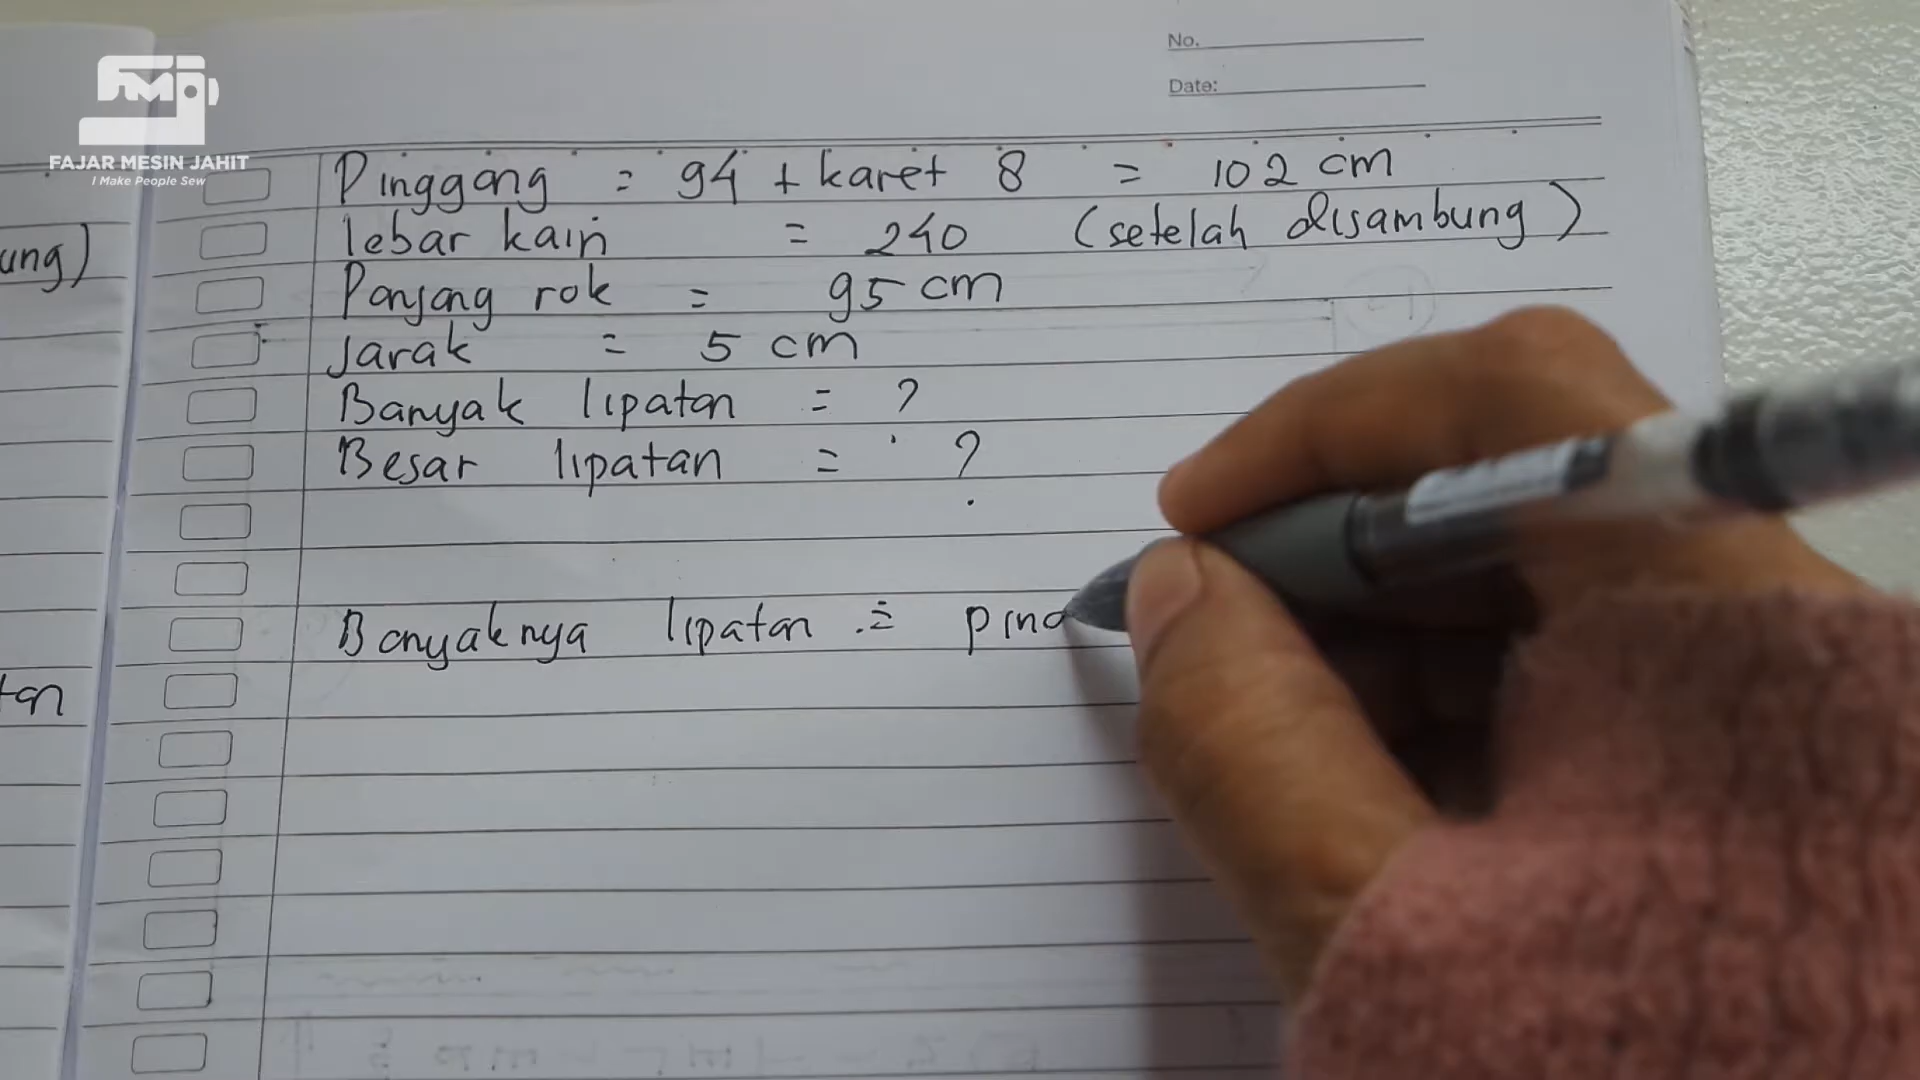 No.
Date:
FAJAR MESIN JAHIT
I Make People Sew
ung)
tan
Pinggang = 94 + karet 8 = 102 cm
lebar kain = 240 (setelah disambung)
Panjang rok = 95 cm
Jarak = 5 cm
Banyak lipatan = ?
Besar lipatan = ?
Banyaknya lipatan = pina